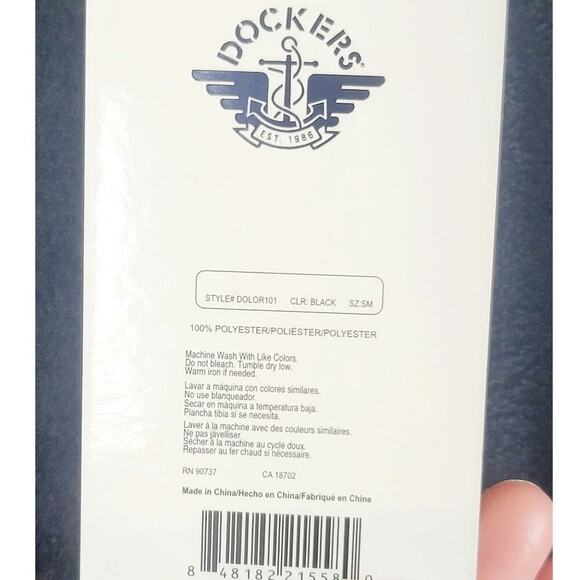 DOCKERS®
EST. 1986
STYLE# DOLOR101 CLR: BLACK SZ:SM
100% POLYESTER/POLIÉSTER/POLYESTER
Machine Wash With Like Colors.
Do not bleach. Tumble dry low.
Warm iron if needed.
Lavar a máquina con colores similares.
No use blanqueador.
Secar en máquina a temperatura baja.
Plancha tibia si se necesita.
Laver à la machine avec des couleurs similaires.
Ne pas javelliser.
Sécher à la machine au cycle doux.
Repasser au fer chaud si nécessaire.
RN 90737 CA 18702
Made in China/Hecho en China/Fabriqué en Chine
8 48182 21558 0